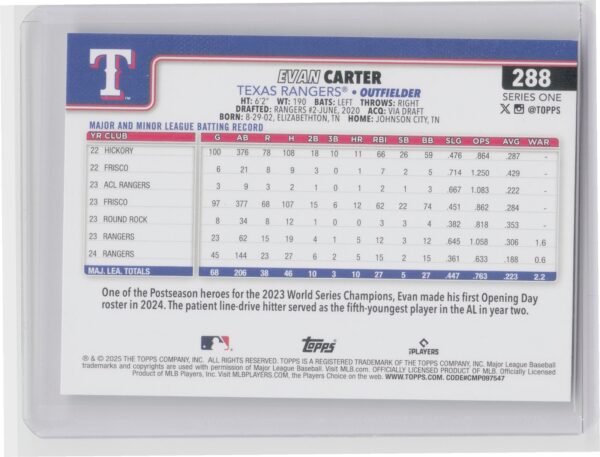 T
EVAN CARTER
TEXAS RANGERS® • OUTFIELDER
HT: 6'2" WT: 190 BATS: LEFT THROWS: RIGHT
DRAFTED: RANGERS #2-JUNE, 2020 ACQ: VIA DRAFT
BORN: 8-29-02, ELIZABETHTON, TN HOME: JOHNSON CITY, TN
288
SERIES ONE
@TOPPS
MAJOR AND MINOR LEAGUE BATTING RECORD
YR CLUB G AB R H 2B 3B HR RBI SB BB SLG OPS AVG WAR
22 HICKORY 100 376 78 108 18 10 11 66 26 59 .476 .864 .287 -
22 FRISCO 6 21 8 9 3 0 1 7 2 5 .714 1.250 .429 -
23 ACL RANGERS 3 9 3 2 1 0 1 2 1 3 .667 1.083 .222 -
23 FRISCO 97 377 68 107 15 6 12 62 22 74 .451 .862 .284 -
23 ROUND ROCK 8 34 8 12 1 0 0 3 3 4 .382 .818 .353 -
23 RANGERS 23 62 15 19 4 1 5 12 3 12 .645 1.058 .306 1.6
24 RANGERS 45 144 23 27 6 2 5 15 2 15 .361 .633 .188 0.6
MAJ. LEA. TOTALS 68 206 38 46 10 3 10 27 5 27 .447 .763 .223 2.2
One of the Postseason heroes for the 2023 World Series Champions, Evan made his first Opening Day
roster in 2024. The patient line-drive hitter served as the fifth-youngest player in the AL in year two.
Topps
PLAYERS
® & © 2025 THE TOPPS COMPANY, INC. ALL RIGHTS RESERVED. TOPPS IS A REGISTERED TRADEMARK OF THE TOPPS COMPANY, INC. Major League Baseball
trademarks and copyrights are used with permission of Major League Baseball. Visit MLB.com. OFFICIALLY LICENSED PRODUCT OF MLB. Officially Licensed
Product of MLB Players, Inc. Visit MLBPLAYERS.COM, the Players Choice on the web. WWW.TOPPS.COM. CODE#CMP097547